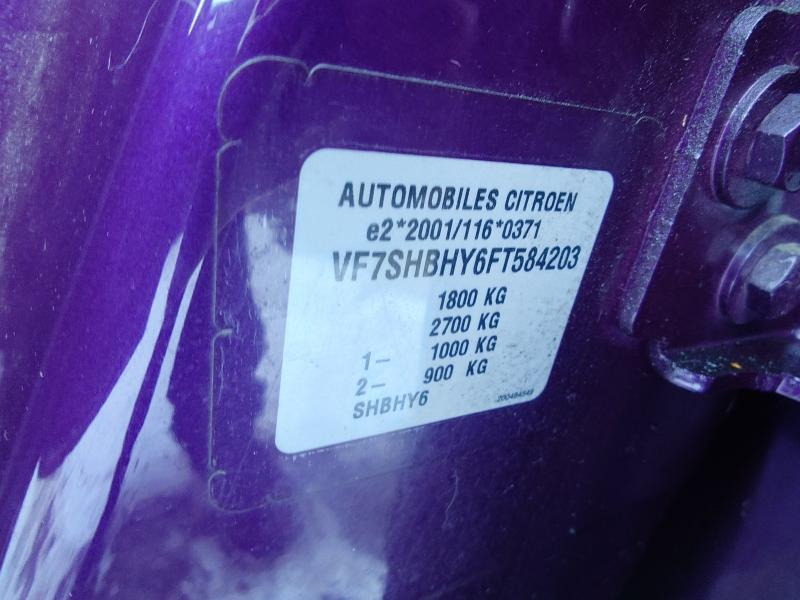 AUTOMOBILES CITROEN
e2*2001/116*0371
VF7SHBHY6FT584203
1800 KG
2700 KG
1– 1000 KG
2– 900 KG
SHBHY6